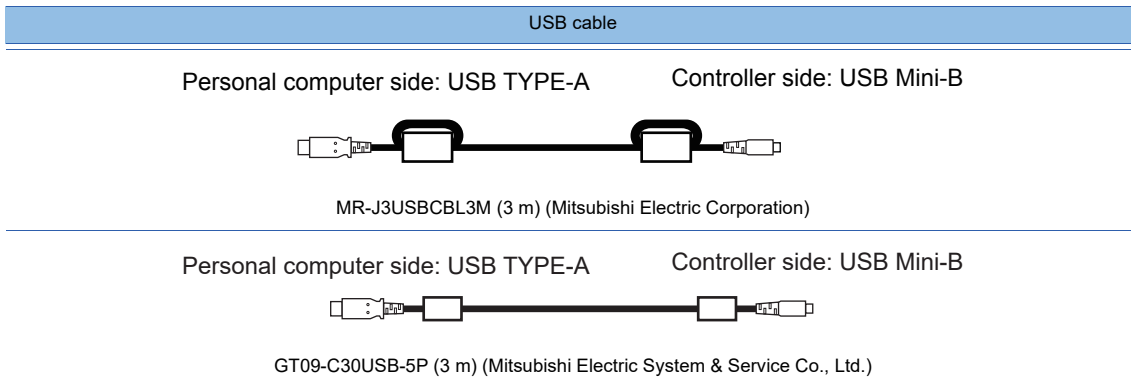 USB cable
Personal computer side: USB TYPE-A Controller side: USB Mini-B
MR-J3USBCBL3M (3 m) (Mitsubishi Electric Corporation)
Personal computer side: USB TYPE-A Controller side: USB Mini-B
GT09-C30USB-5P (3 m) (Mitsubishi Electric System & Service Co., Ltd.)